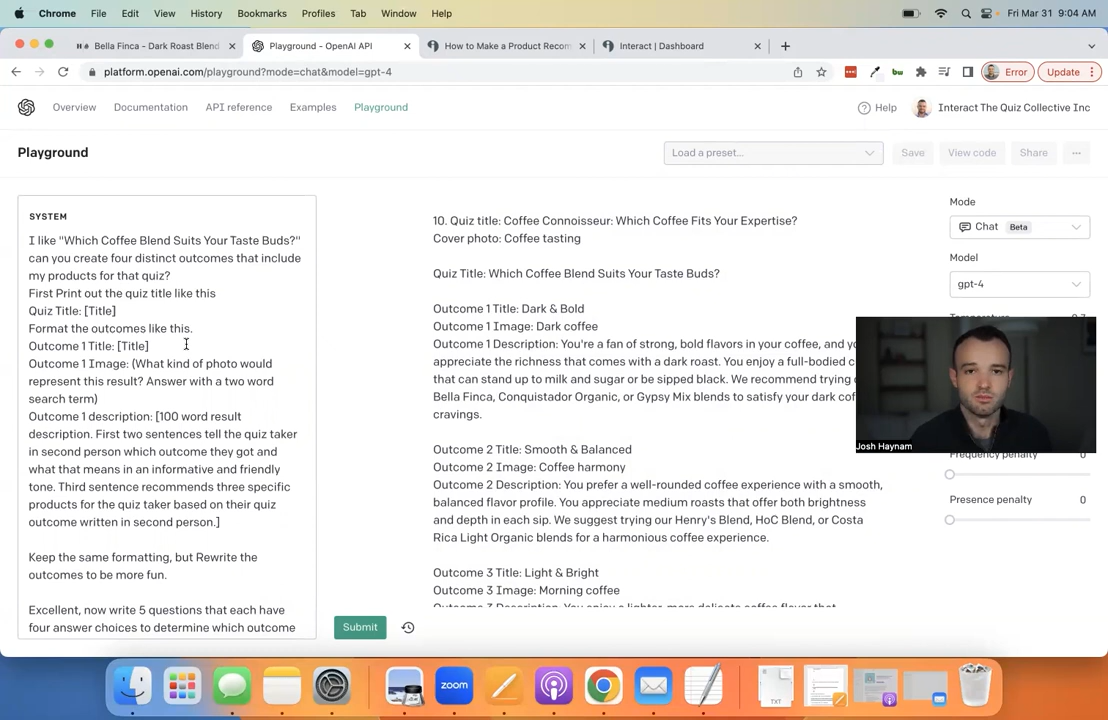 Chrome File Edit View History Bookmarks Profiles Tab Window Help Fri Mar 31 9:04 AM
Bella Finca - Dark Roast Blend
Playground - OpenAI API
How to Make a Product Recom
Interact | Dashboard
platform.openai.com/playground?mode=chat&model=gpt-4
bw
Error
Update
Overview Documentation API reference Examples Playground
Help Interact The Quiz Collective Inc
Playground
Load a preset...
Save View code Share
SYSTEM
I like "Which Coffee Blend Suits Your Taste Buds?"
can you create four distinct outcomes that include
my products for that quiz?
First Print out the quiz title like this
Quiz Title: [Title]
Format the outcomes like this.
Outcome 1 Title: [Title]
Outcome 1 Image: (What kind of photo would
represent this result? Answer with a two word
search term)
Outcome 1 description: [100 word result
description. First two sentences tell the quiz taker
in second person which outcome they got and
what that means in an informative and friendly
tone. Third sentence recommends three specific
products for the quiz taker based on their quiz
outcome written in second person.]
Keep the same formatting, but Rewrite the
outcomes to be more fun.
Excellent, now write 5 questions that each have
four answer choices to determine which outcome
Submit
10. Quiz title: Coffee Connoisseur: Which Coffee Fits Your Expertise?
Cover photo: Coffee tasting
Quiz Title: Which Coffee Blend Suits Your Taste Buds?
Outcome 1 Title: Dark & Bold
Outcome 1 Image: Dark coffee
Outcome 1 Description: You're a fan of strong, bold flavors in your coffee, and yo
appreciate the richness that comes with a dark roast. You enjoy a full-bodied c
that can stand up to milk and sugar or be sipped black. We recommend trying
Bella Finca, Conquistador Organic, or Gypsy Mix blends to satisfy your dark cof
cravings.
Outcome 2 Title: Smooth & Balanced
Outcome 2 Image: Coffee harmony
Outcome 2 Description: You prefer a well-rounded coffee experience with a smooth,
balanced flavor profile. You appreciate medium roasts that offer both brightness
and depth in each sip. We suggest trying our Henry's Blend, HoC Blend, or Costa
Rica Light Organic blends for a harmonious coffee experience.
Outcome 3 Title: Light & Bright
Outcome 3 Image: Morning coffee
Outcome 3 Description: You enjoy a lighter, more delicate coffee flavor that
Mode
Chat Beta
Model
gpt-4
Josh Haynam
Frequency penalty 0
Presence penalty 0
zoom
TXT